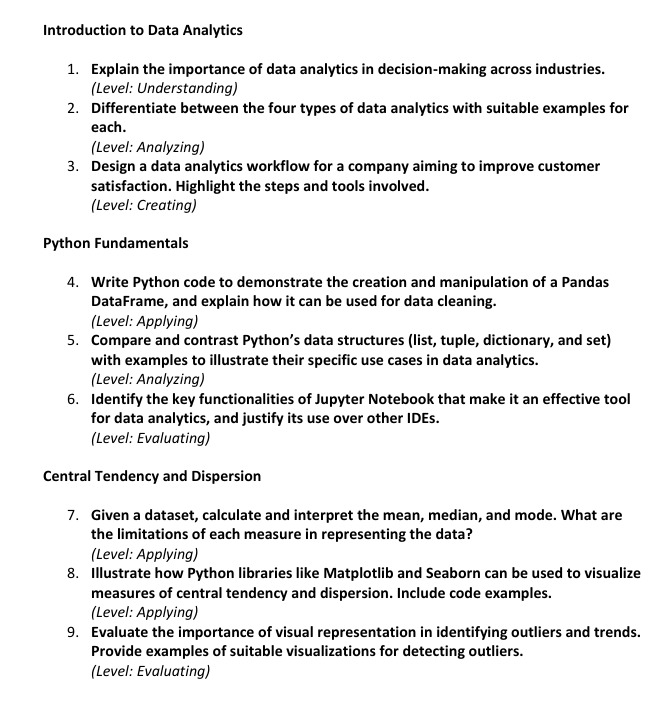 Introduction to Data Analytics
1. Explain the importance of data analytics in decision-making across industries.
(Level: Understanding)
2. Differentiate between the four types of data analytics with suitable examples for
each.
(Level: Analyzing)
3. Design a data analytics workflow for a company aiming to improve customer
satisfaction. Highlight the steps and tools involved.
(Level: Creating)
Python Fundamentals
4. Write Python code to demonstrate the creation and manipulation of a Pandas
DataFrame, and explain how it can be used for data cleaning.
(Level: Applying)
5. Compare and contrast Python’s data structures (list, tuple, dictionary, and set)
with examples to illustrate their specific use cases in data analytics.
(Level: Analyzing)
6. Identify the key functionalities of Jupyter Notebook that make it an effective tool
for data analytics, and justify its use over other IDEs.
(Level: Evaluating)
Central Tendency and Dispersion
7. Given a dataset, calculate and interpret the mean, median, and mode. What are
the limitations of each measure in representing the data?
(Level: Applying)
8. Illustrate how Python libraries like Matplotlib and Seaborn can be used to visualize
measures of central tendency and dispersion. Include code examples.
(Level: Applying)
9. Evaluate the importance of visual representation in identifying outliers and trends.
Provide examples of suitable visualizations for detecting outliers.
(Level: Evaluating)